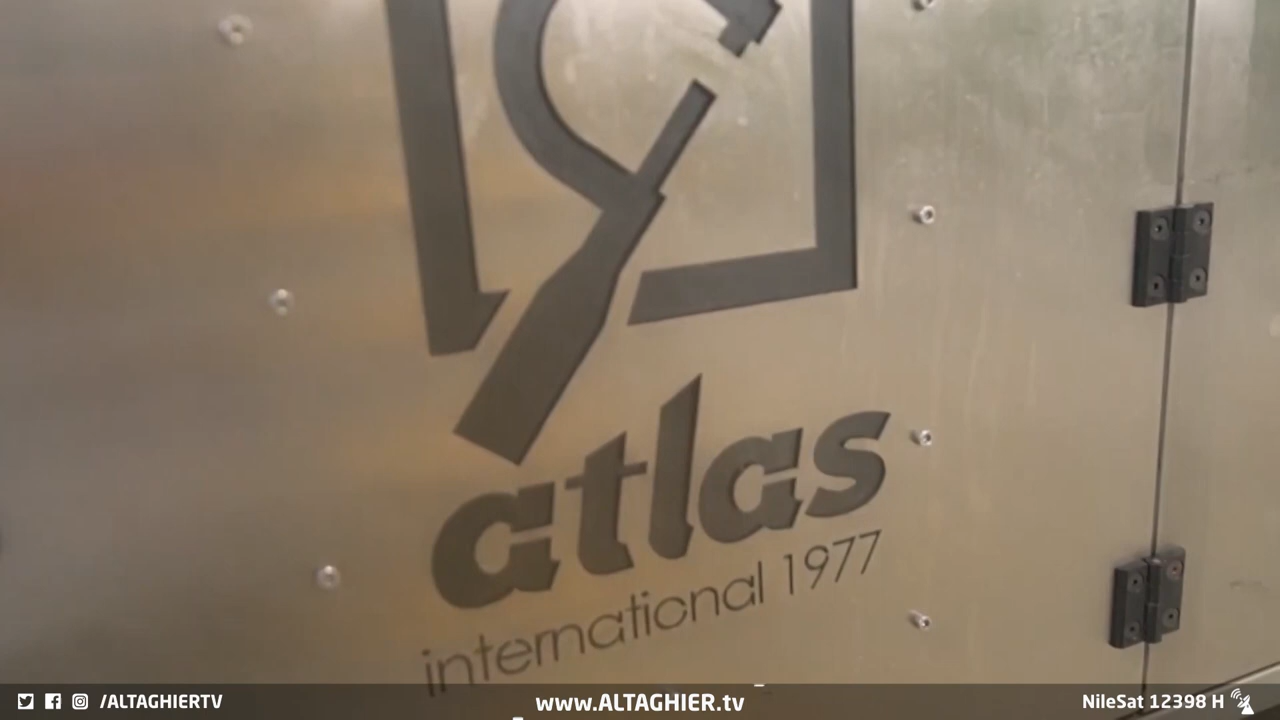 atlas
international 1977
/ALTAGHIERTV
www.ALTAGHIER.tv
NileSat 12398 H